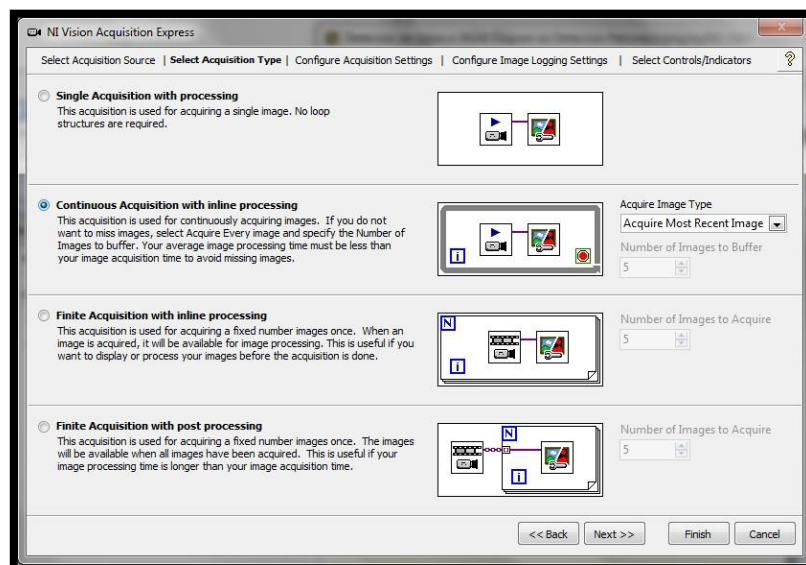 NI Vision Acquisition Express
Select Acquisition Source | Select Acquisition Type | Configure Acquisition Settings | Configure Image Logging Settings | Select Controls/Indicators ?
Single Acquisition with processing
This acquisition is used for acquiring a single image. No loop
structures are required.
Continuous Acquisition with inline processing
This acquisition is used for continuously acquiring images. If you do not
want to miss images, select Acquire Every image and specify the Number of
Images to buffer. Your average image processing time must be less than
your image acquisition time to avoid missing images.
i
Acquire Image Type
Acquire Most Recent Image
Number of Images to Buffer
5
Finite Acquisition with inline processing
This acquisition is used for acquiring a fixed number images once. When an
image is acquired, it will be available for image processing. This is useful if you
want to display or process your images before the acquisition is done.
N
i
Number of Images to Acquire
5
Finite Acquisition with post processing
This acquisition is used for acquiring a fixed number images once. The images
will be available when all images have been acquired. This is useful if your
image processing time is longer than your image acquisition time.
N
i
Number of Images to Acquire
5
<< Back Next >> Finish Cancel